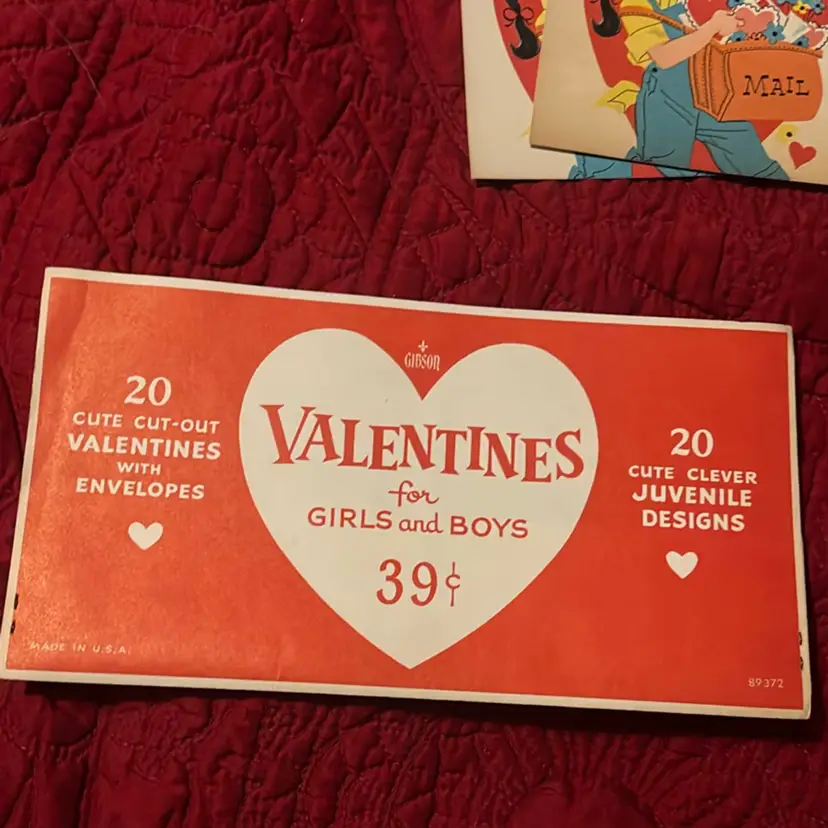 MAIL
20
CUTE CUT-OUT
VALENTINES
WITH
ENVELOPES
MADE IN U.S.A.
GIBSON
VALENTINES
for
GIRLS and BOYS
39¢
20
CUTE CLEVER
JUVENILE
DESIGNS
89372